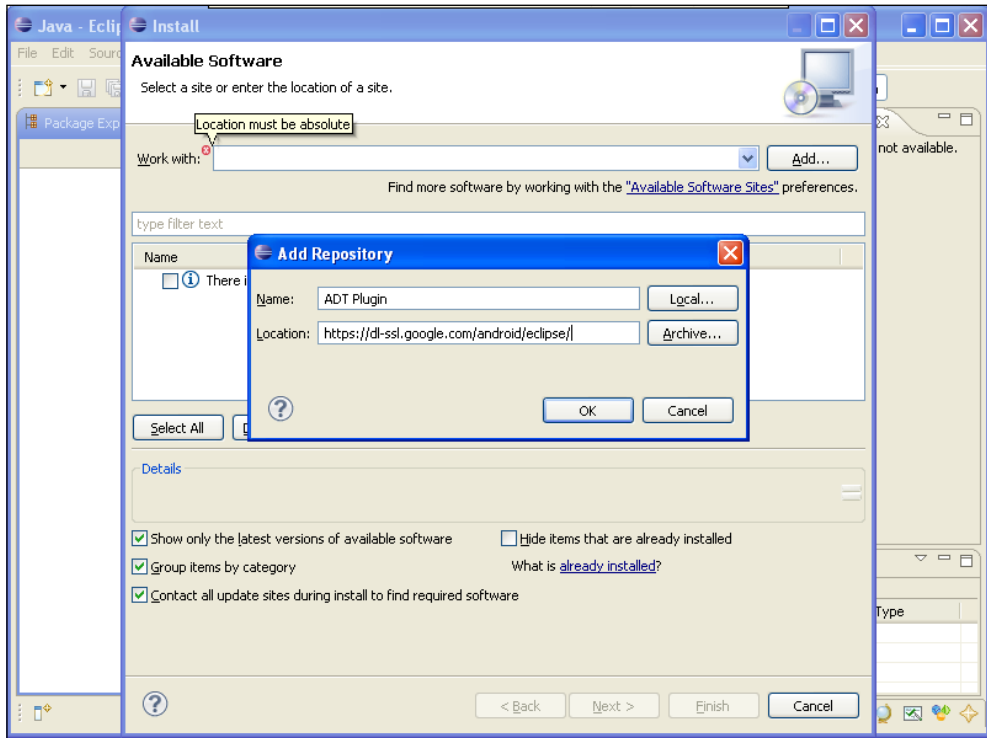 Java - Eclip
Install
File Edit Sourc
Available Software
Select a site or enter the location of a site.
Package Exp
Location must be absolute
not available.
Work with:
Add...
Find more software by working with the "Available Software Sites" preferences.
type filter text
Name
There i
Add Repository
Name: ADT Plugin
Local...
Location: https://dl-ssl.google.com/android/eclipse/
Archive...
OK
Cancel
Select All
D
Details
Show only the latest versions of available software
Hide items that are already installed
Group items by category
What is already installed?
Contact all update sites during install to find required software
Type
< Back
Next >
Finish
Cancel